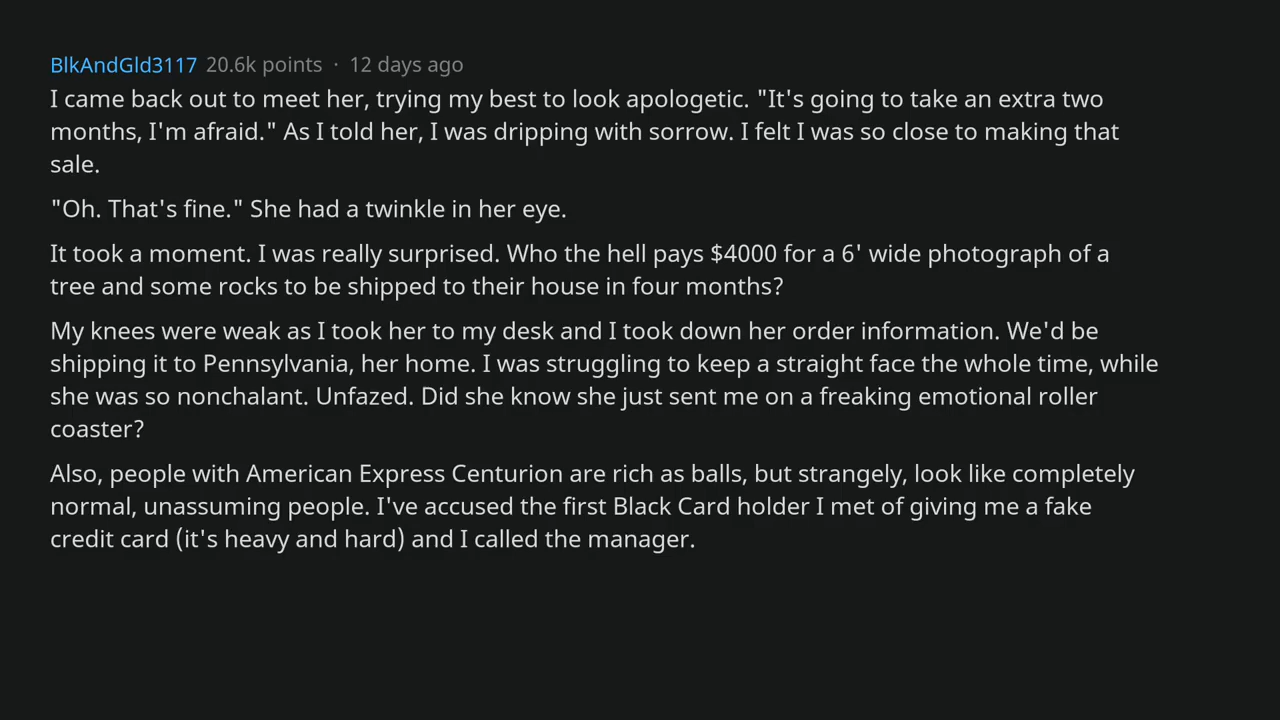 BlkAndGld3117 20.6k points · 12 days ago
I came back out to meet her, trying my best to look apologetic. "It's going to take an extra two
months, I'm afraid." As I told her, I was dripping with sorrow. I felt I was so close to making that
sale.
"Oh. That's fine." She had a twinkle in her eye.
It took a moment. I was really surprised. Who the hell pays $4000 for a 6' wide photograph of a
tree and some rocks to be shipped to their house in four months?
My knees were weak as I took her to my desk and I took down her order information. We'd be
shipping it to Pennsylvania, her home. I was struggling to keep a straight face the whole time, while
she was so nonchalant. Unfazed. Did she know she just sent me on a freaking emotional roller
coaster?
Also, people with American Express Centurion are rich as balls, but strangely, look like completely
normal, unassuming people. I've accused the first Black Card holder I met of giving me a fake
credit card (it's heavy and hard) and I called the manager.